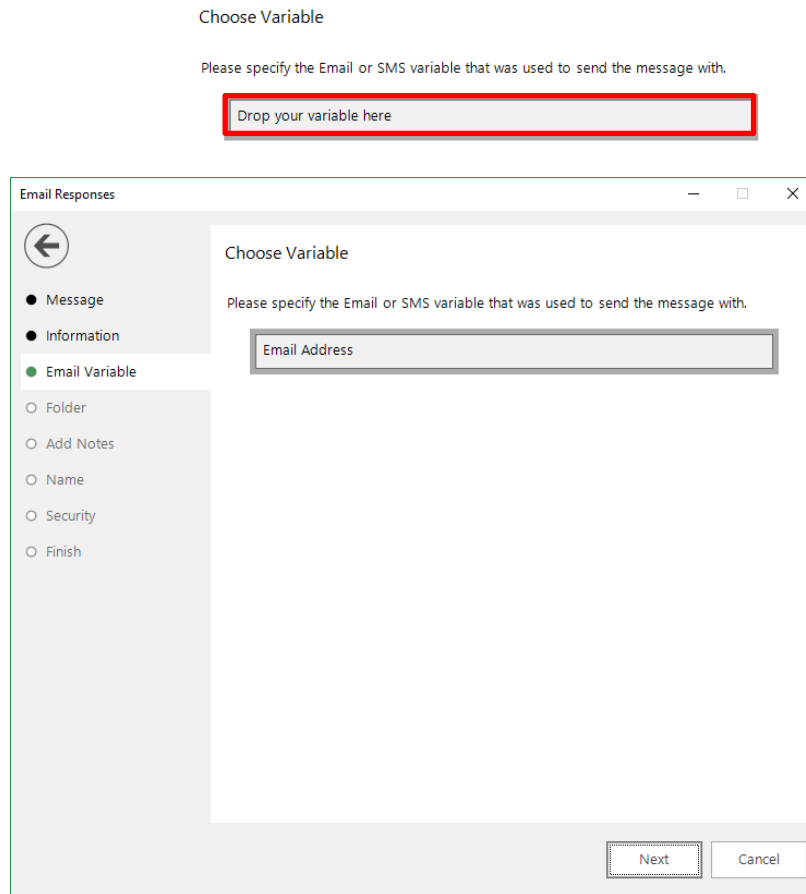 Choose Variable
Please specify the Email or SMS variable that was used to send the message with.
Drop your variable here
Email Responses
Choose Variable
Message
Please specify the Email or SMS variable that was used to send the message with.
Information
Email Address
Email Variable
Folder
Add Notes
Name
Security
Finish
Next
Cancel